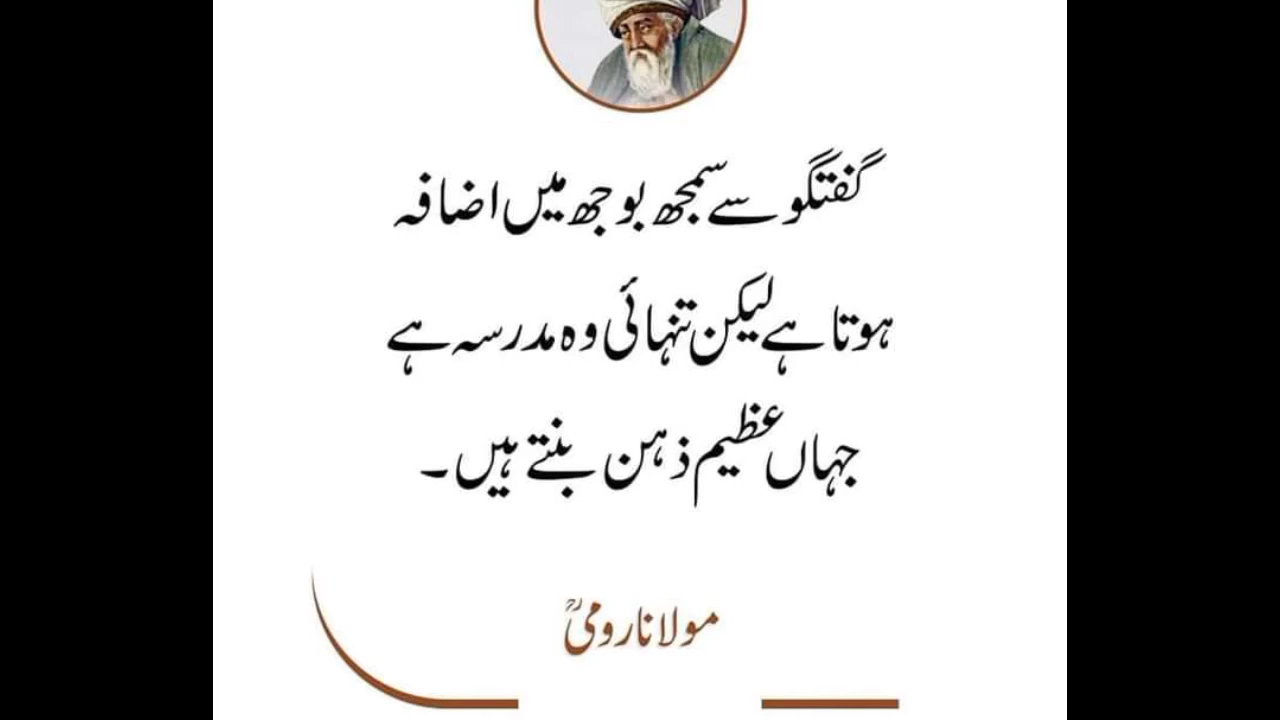 گفتگو سے سمجھ بوجھ میں اضافہ
ہوتا ہے لیکن تنہائی وہ مدرسہ ہے
جہاں عظیم ذہن بنتے ہیں۔
مولانا رومیؒ